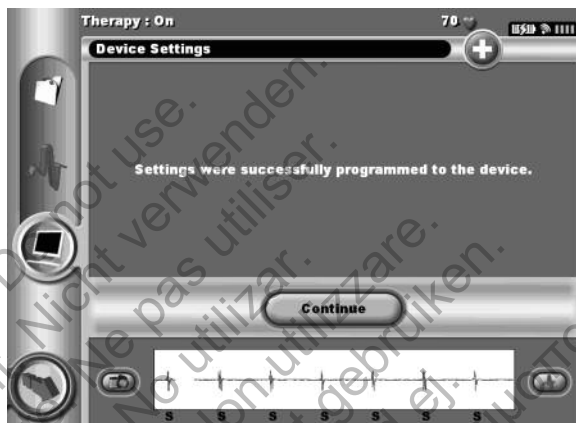 Therapy : On
70
Device Settings
Settings were successfully programmed to the device.
Continue
S S S S S S S
Do not use.
Nicht verwenden.
Ne pas utiliser.
No utilizar.
Non utilizzare.
gebruiken.
ej.